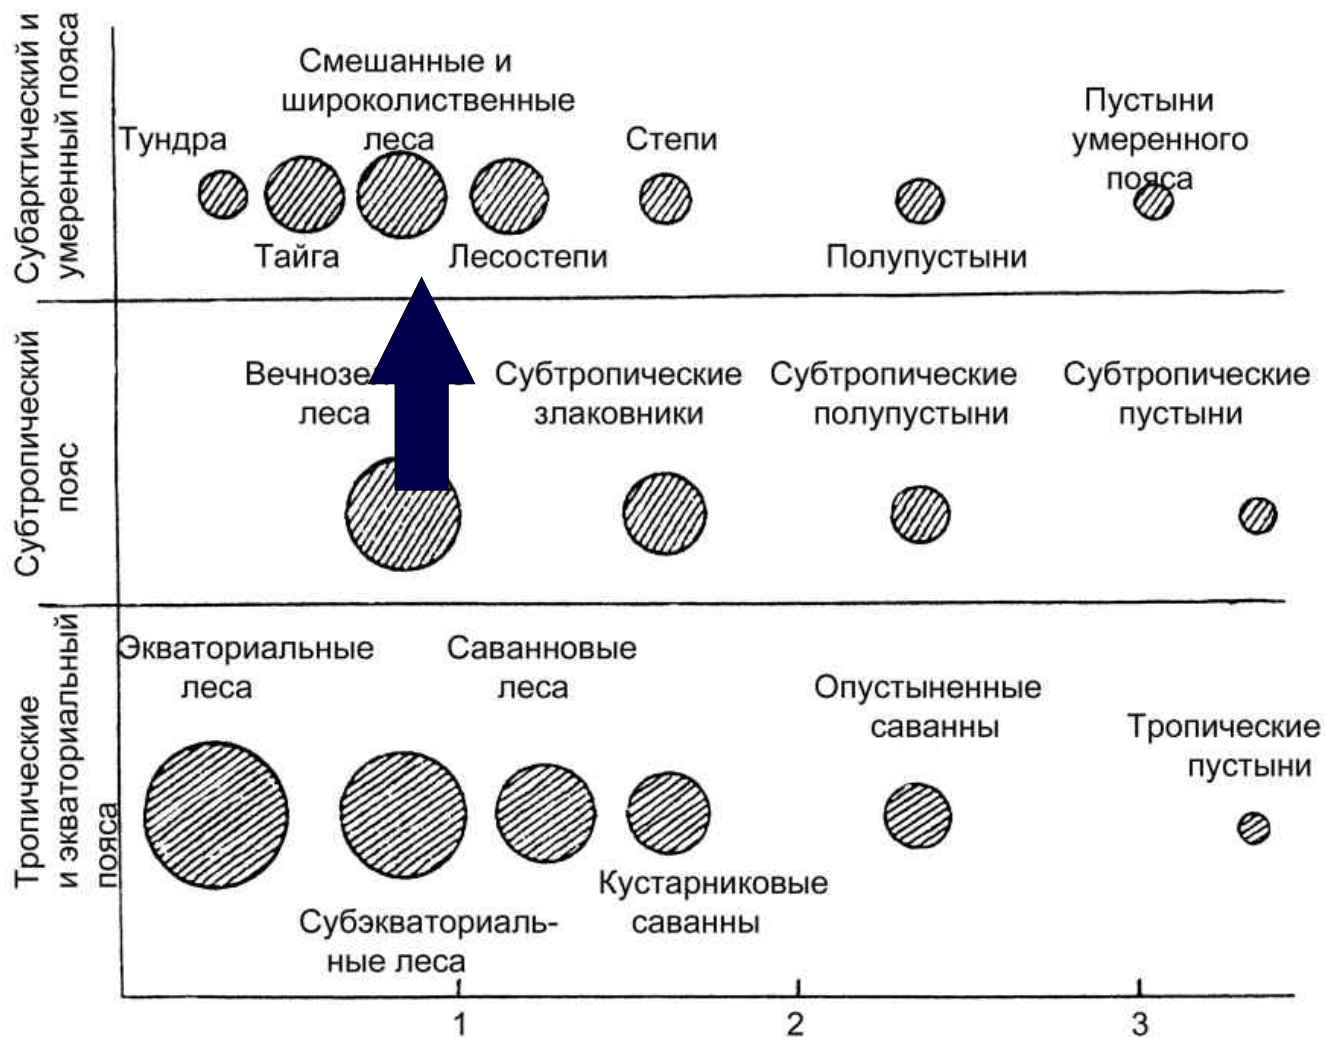 Субарктический и
умеренный пояса
Смешанные и
широколиственные
леса
Тундра
Степи
Пустыни
умеренного
пояса
Тайга
Лесостепи
Полупустыни
Субтропический
пояс
леса
Субтропические
злаковники
Субтропические
полупустыни
Субтропические
пустыни
Тропические
и экваториальный
пояса
Экваториальные
леса
Саванновые
леса
Опустыненные
саванны
Тропические
пустыни
Кустарниковые
саванны
Субэкваториаль-
ные леса
1
2
3